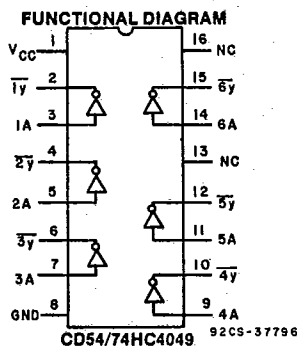 FUNCTIONAL DIAGRAM
VCC 1 16 NC
1y 2 15 6y
1A 3 14 6A
2y 4 13 NC
2A 5 12 5y
3y 6 11 5A
3A 7 10 4y
GND 8 9 4A
CD54/74HC4049
92CS-37796